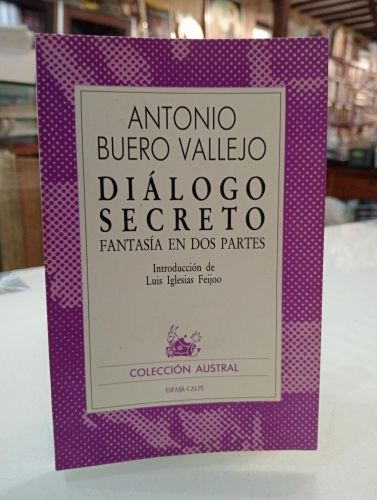 ANTONIO
BUERO VALLEJO
DIÁLOGO
SECRETO
FANTASÍA EN DOS PARTES
Introducción de
Luis Iglesias Feijoo
COLECCIÓN AUSTRAL
ESPASA-CALPE